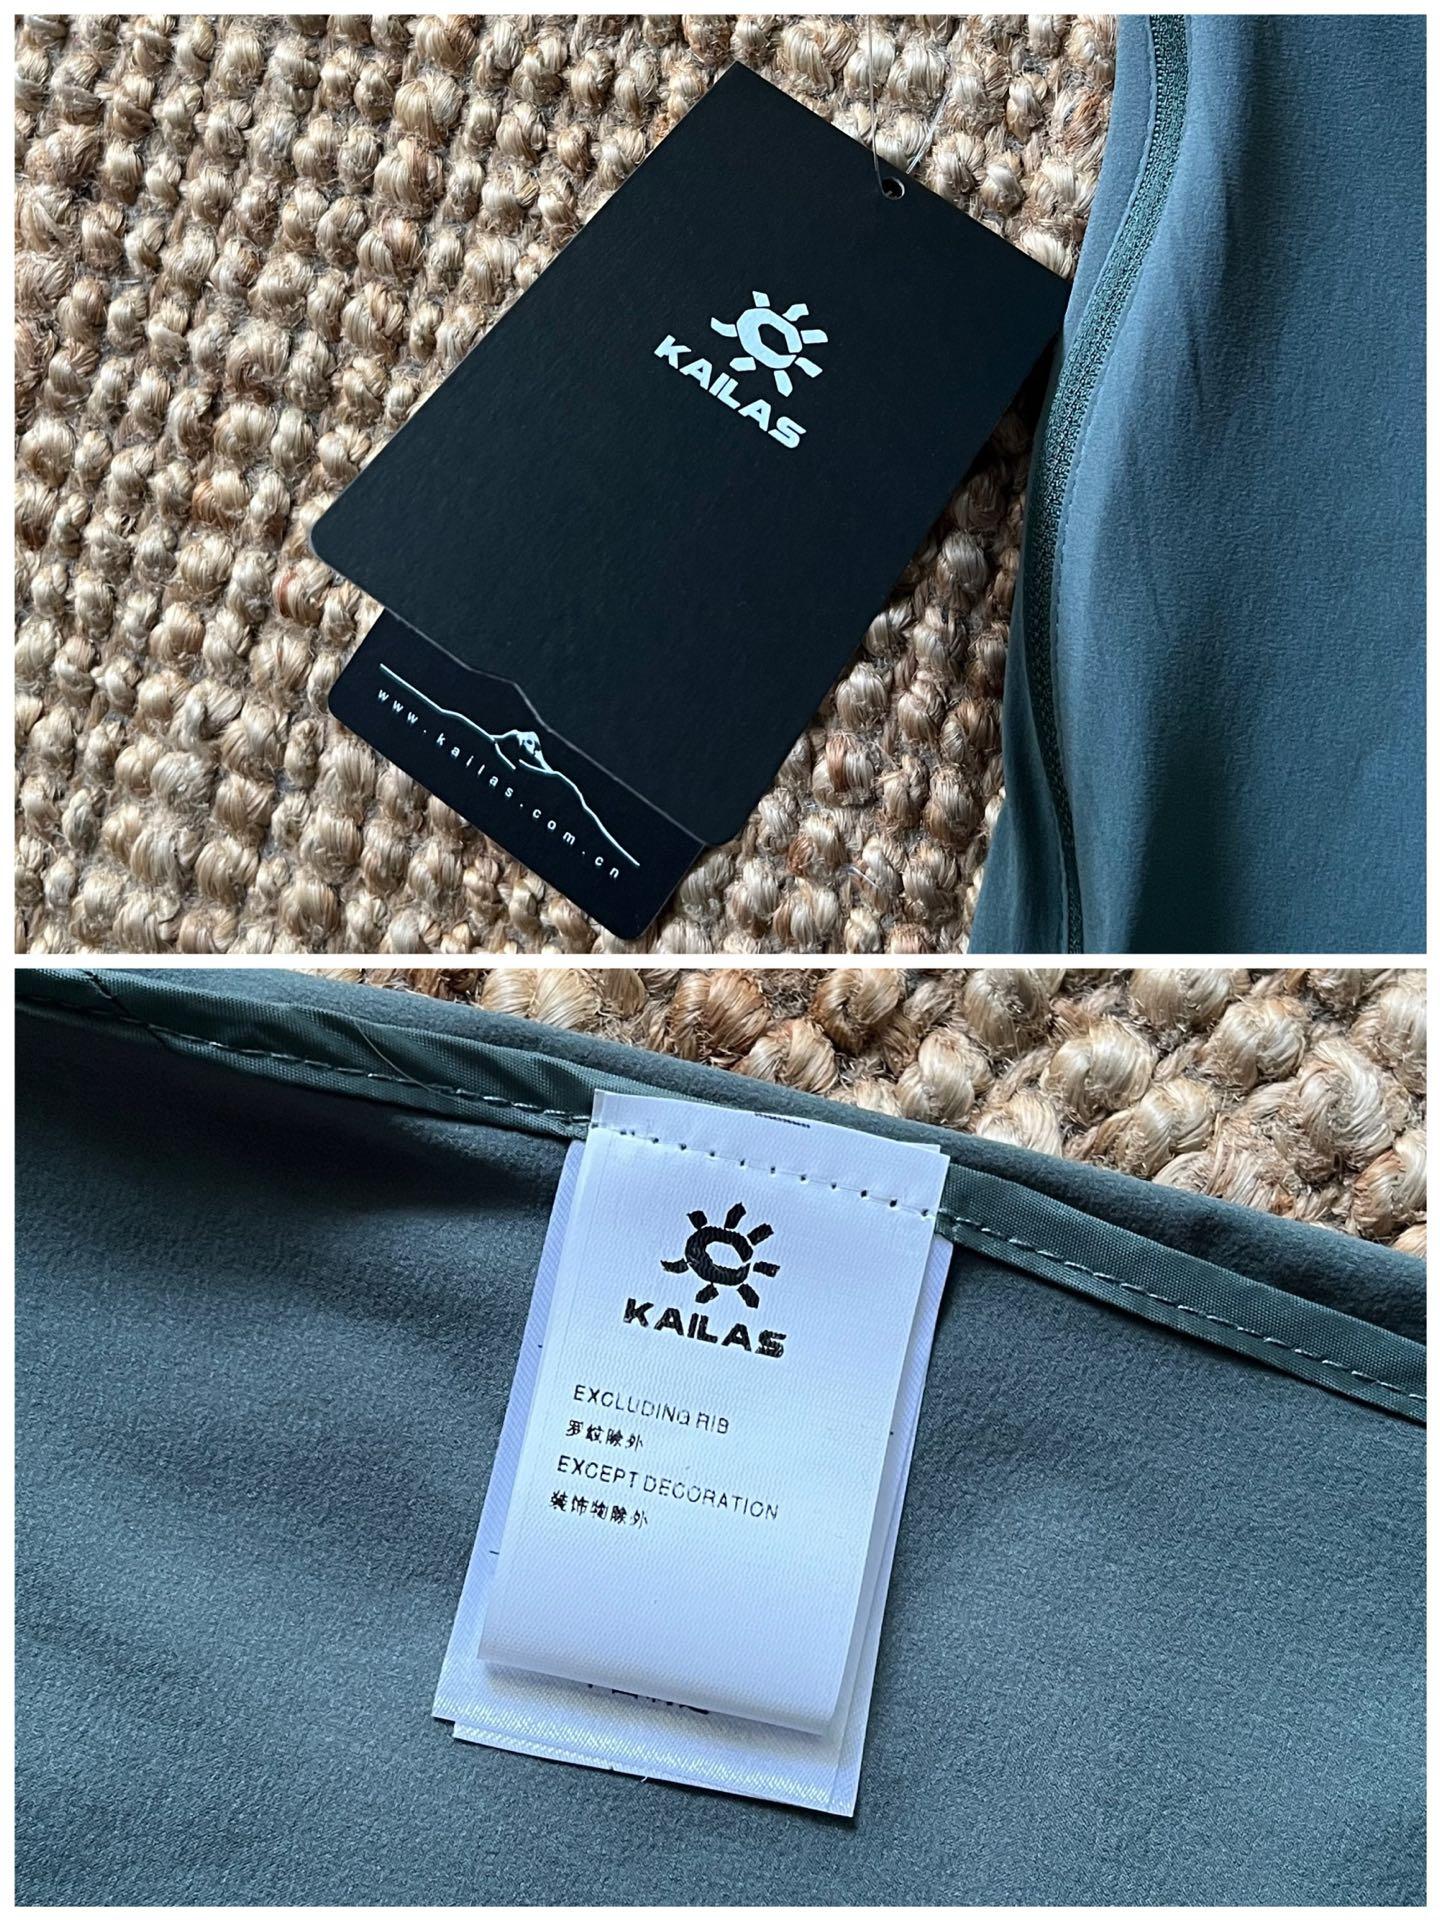 KAILAS
www.kailas.com.cn
KAILAS
EXCLUDING RIB
罗纹除外
EXCEPT DECORATION
装饰物除外